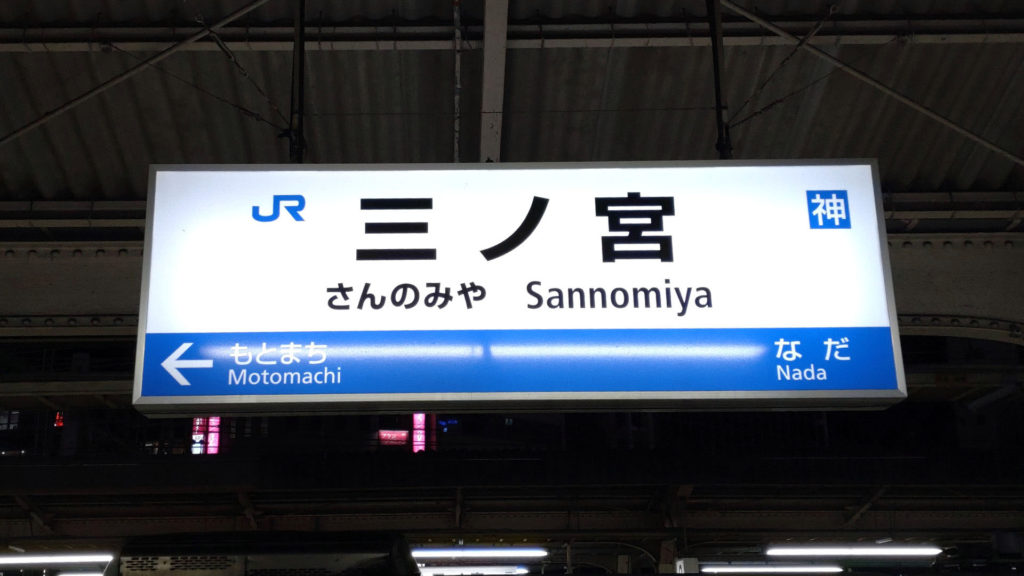 JR 三ノ宮 神
さんのみや Sannomiya
← もとまち なだ
Motomachi Nada